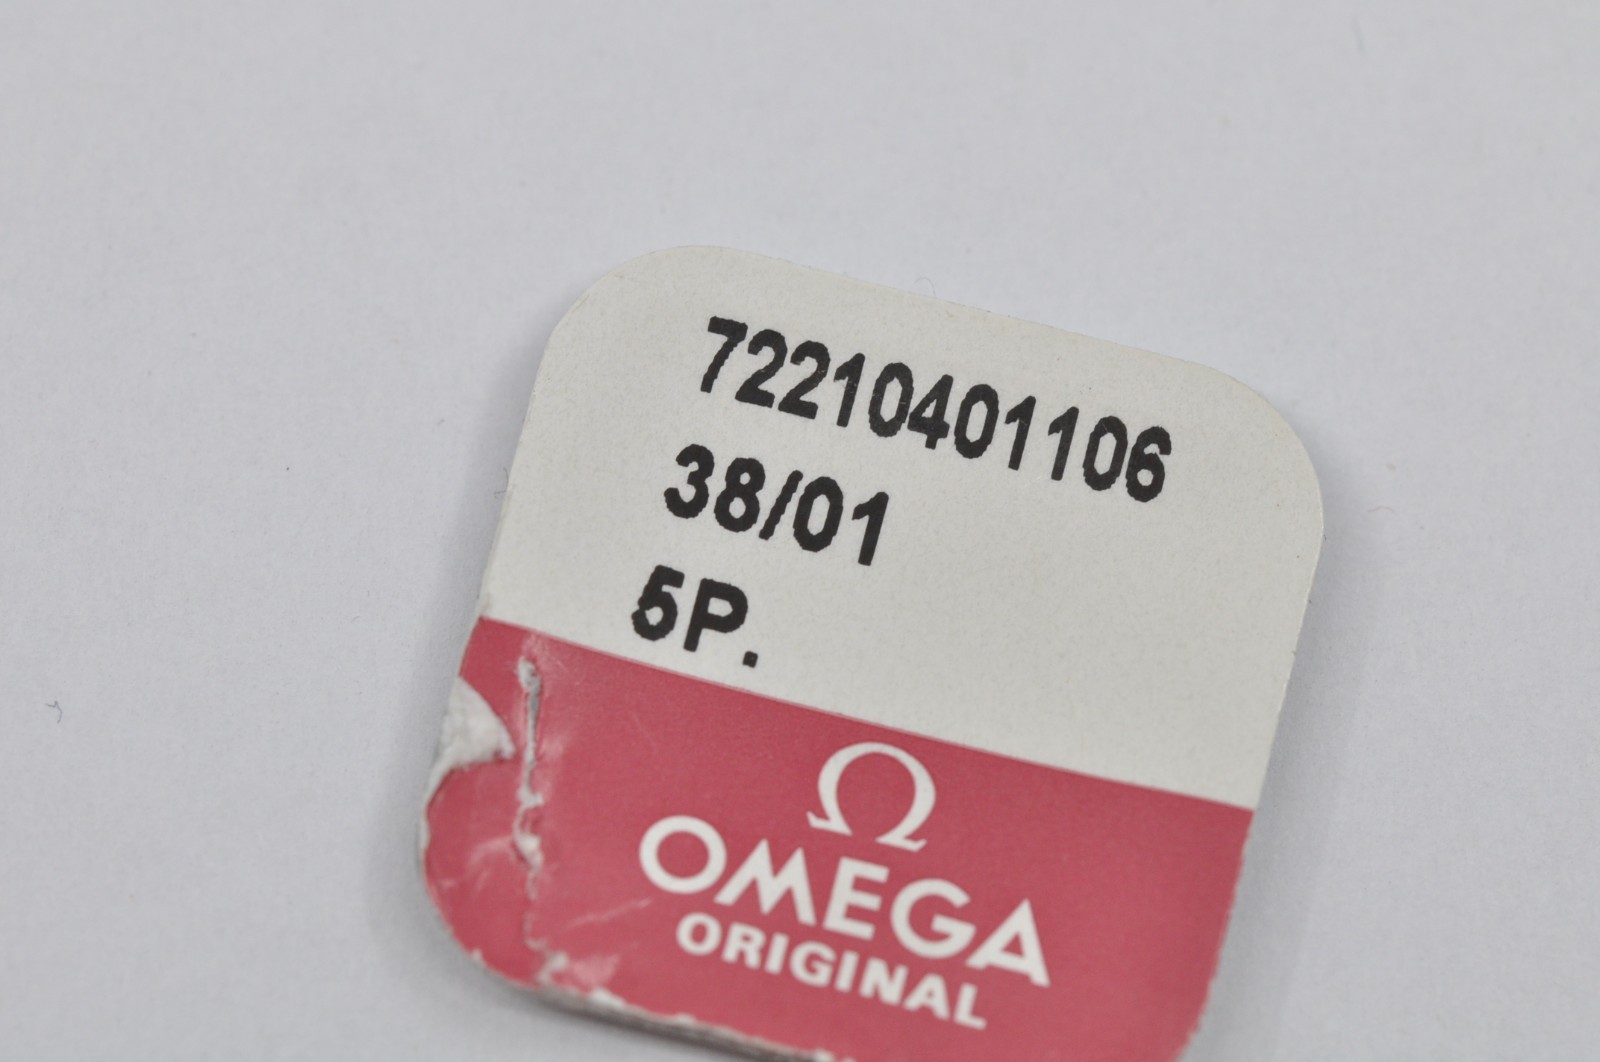 72210401106
38/01
5P.
Ω
OMEGA
ORIGINAL